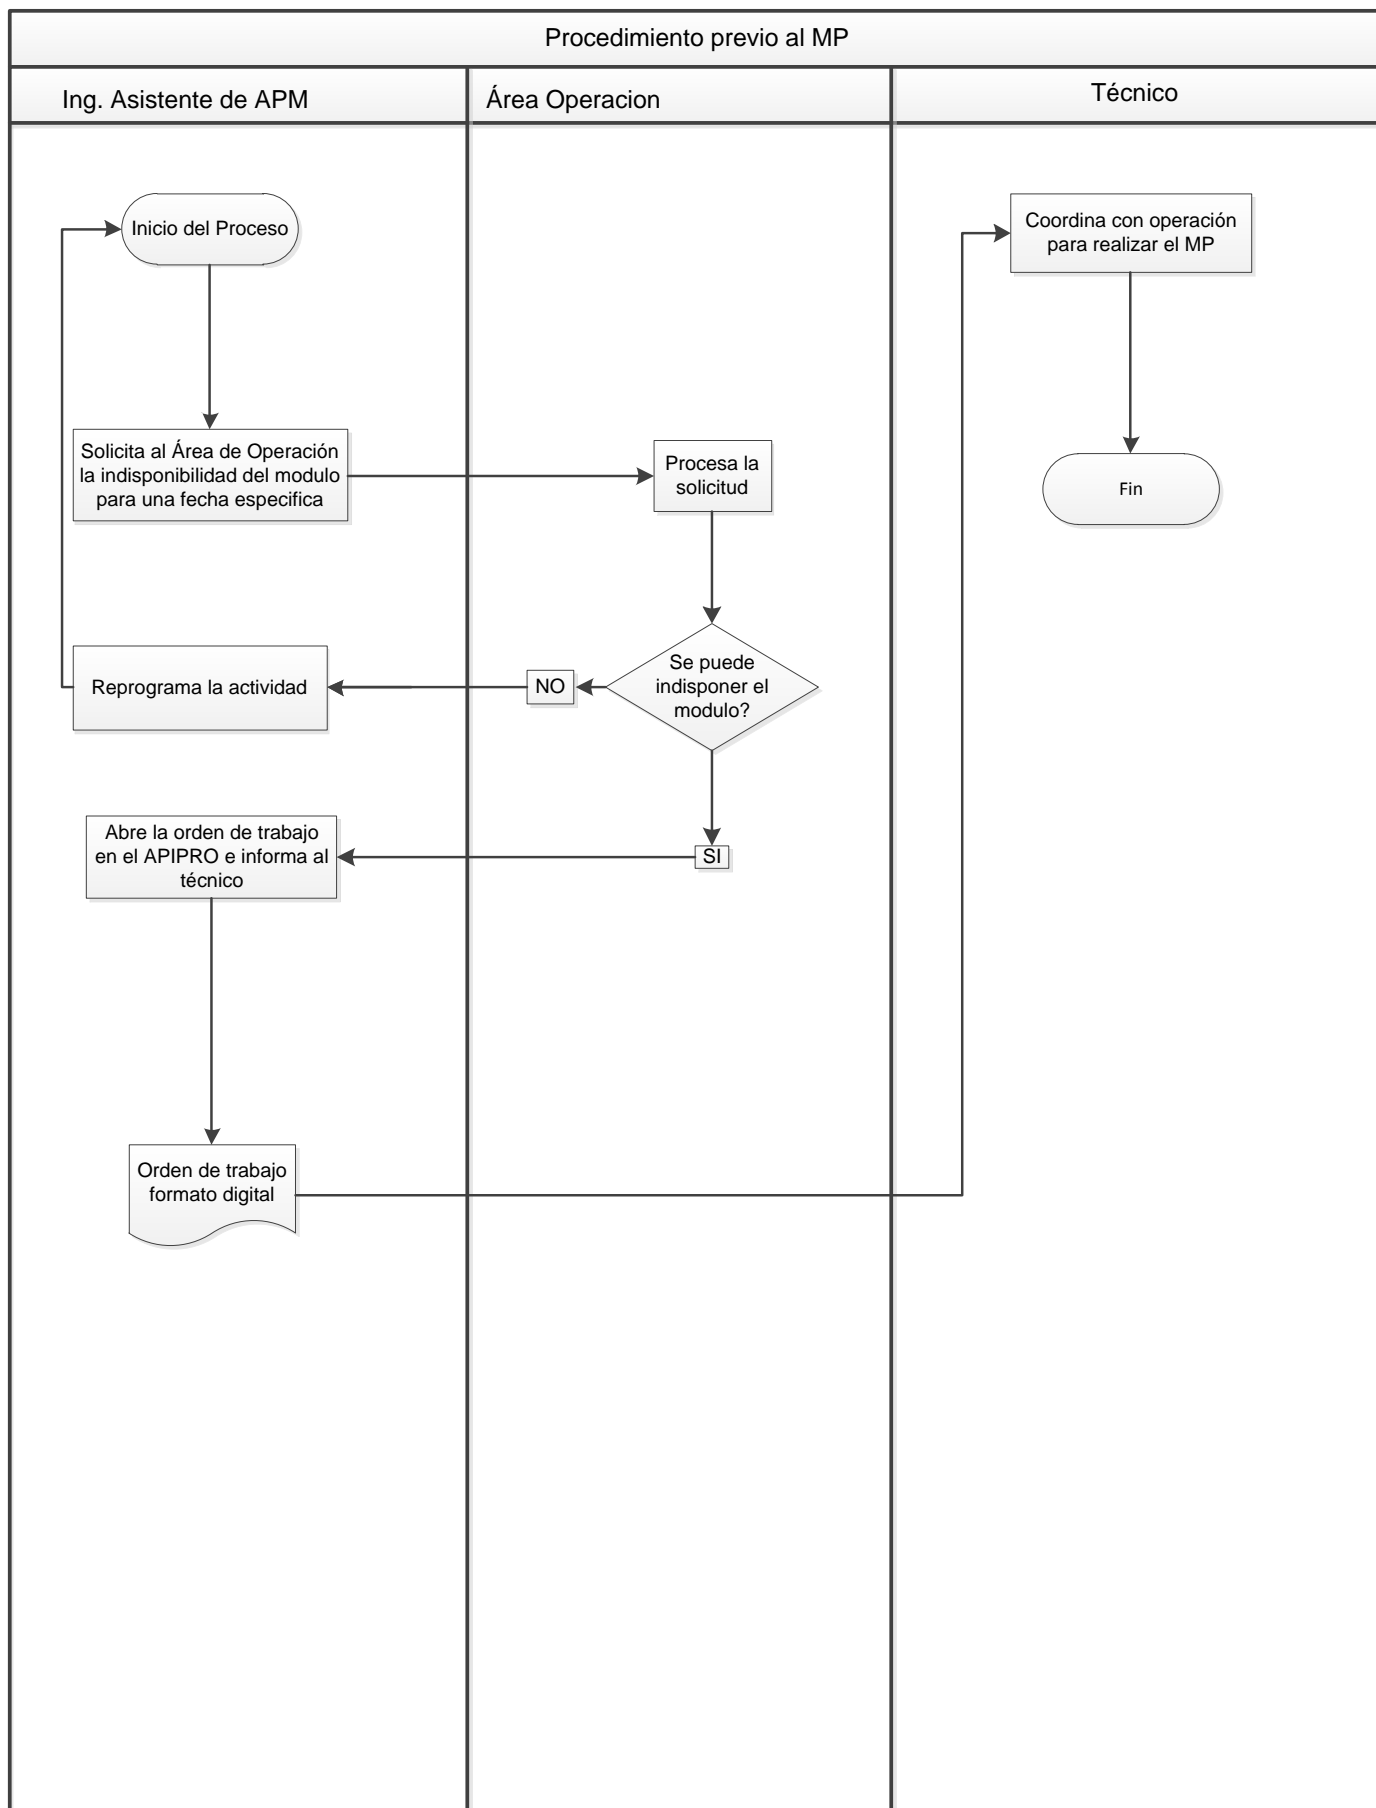 Procedimiento previo al MP
Ing. Asistente de APM
Área Operacion
Técnico
Inicio del Proceso
Coordina con operación
para realizar el MP
Solicita al Área de Operación
la indisponibilidad del modulo
para una fecha especifica
Procesa la
solicitud
Fin
Reprograma la actividad
NO
Se puede
indisponer el
modulo?
Abre la orden de trabajo
en el APIPRO e informa al
técnico
SI
Orden de trabajo
formato digital